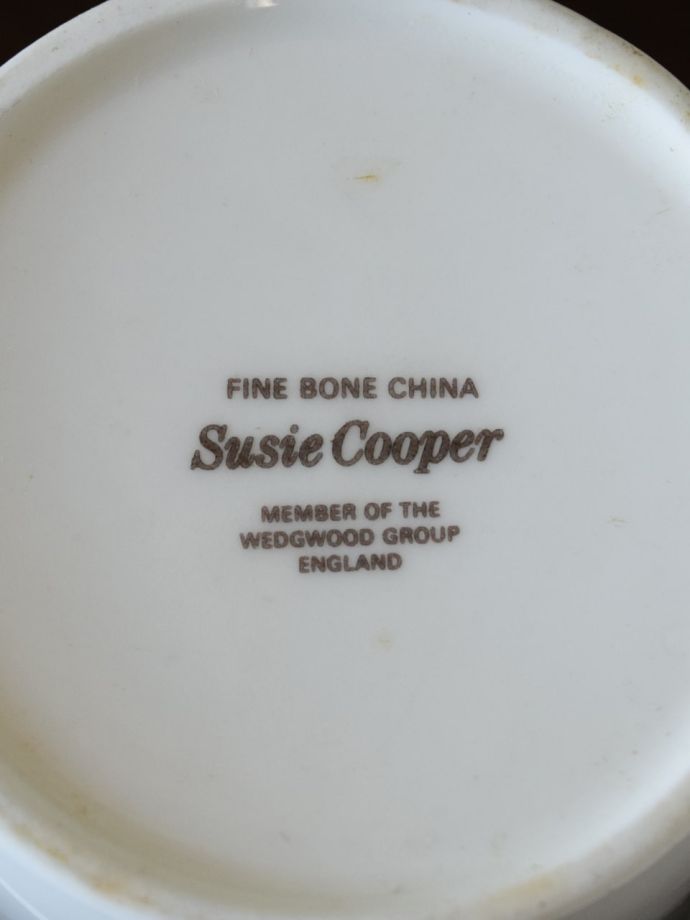 FINE BONE CHINA
Susie Cooper
MEMBER OF THE
WEDGWOOD GROUP
ENGLAND